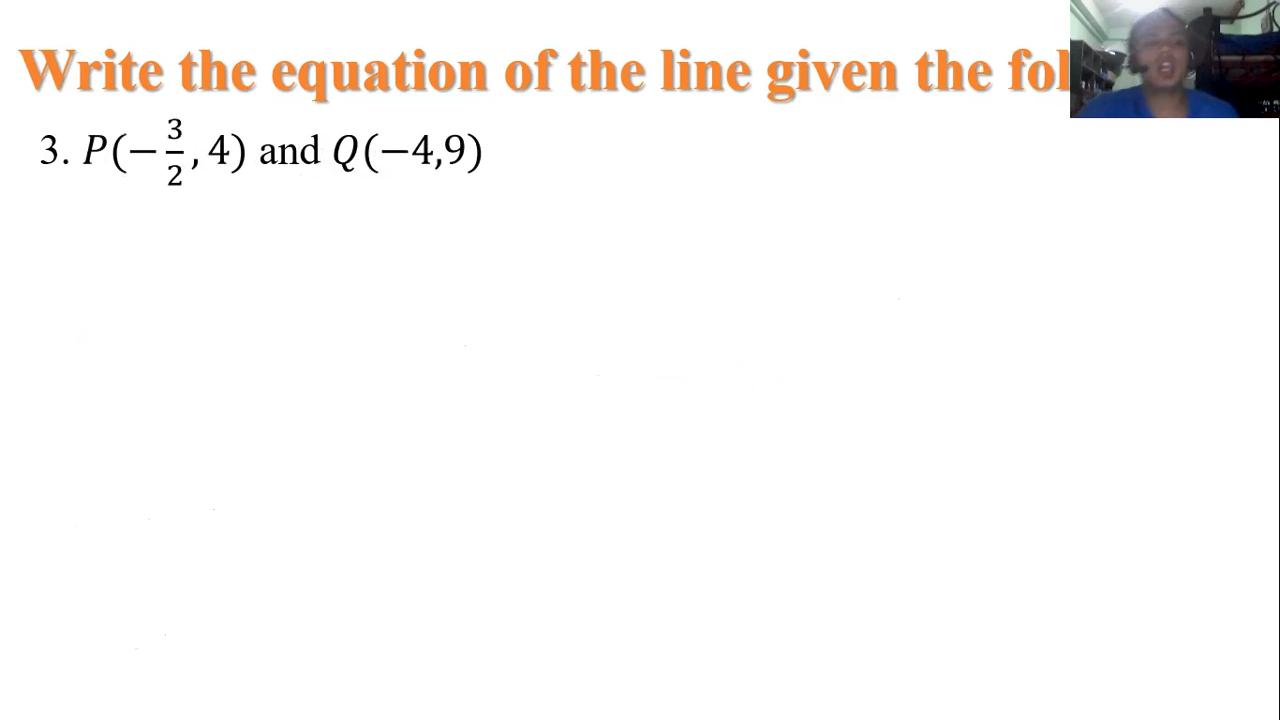 Write the equation of the line given the fol
3. P(−3/2, 4) and Q(−4,9)